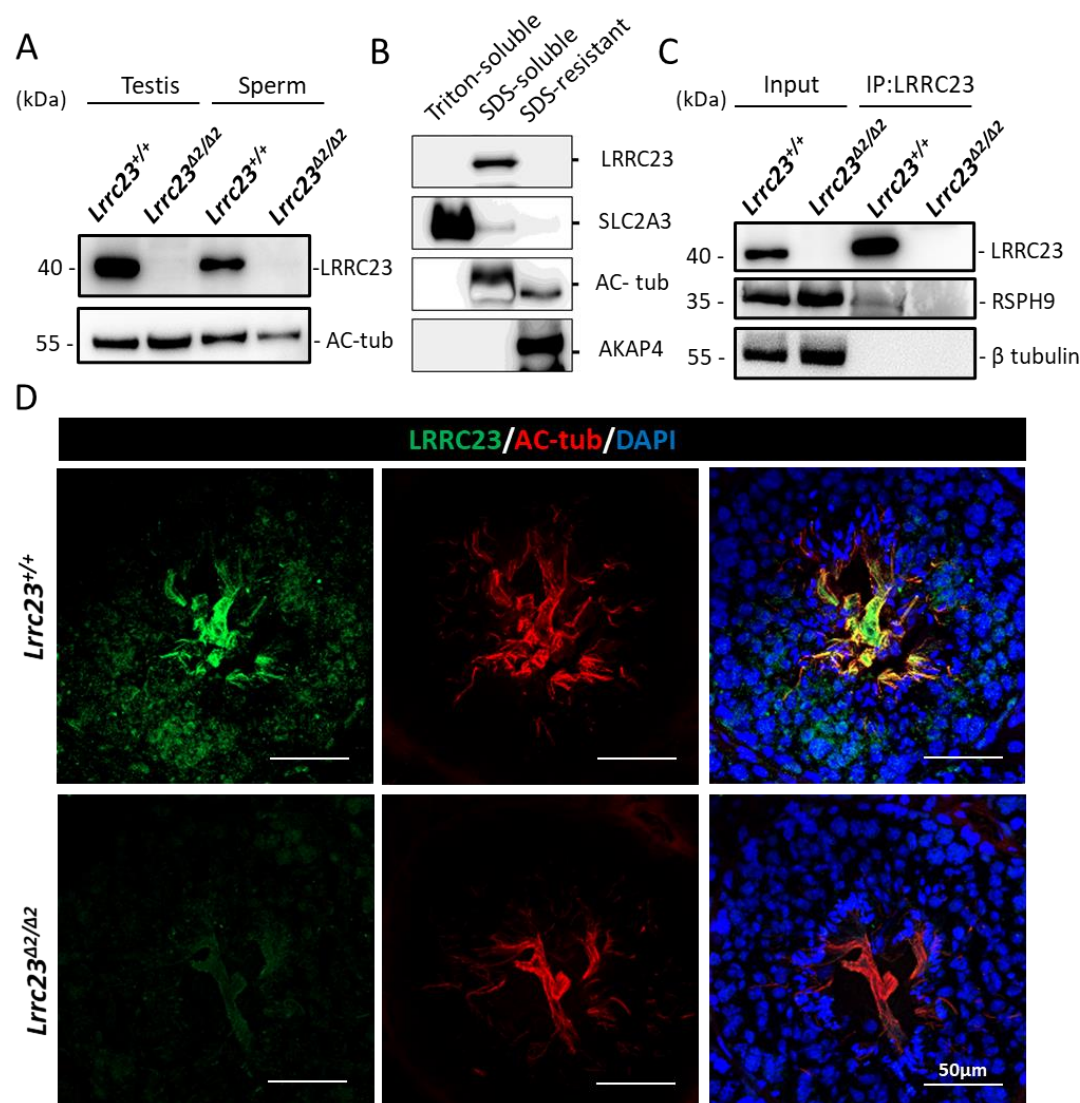 A
Testis Sperm
(kDa)
Lrrc23+/+ Lrrc23Δ2/Δ2 Lrrc23+/+ Lrrc23Δ2/Δ2
40 - -LRRC23
55 - - AC-tub
B
Triton-soluble
SDS-soluble
SDS-resistant
LRRC23
SLC2A3
AC- tub
AKAP4
C
Input IP:LRRC23
(kDa)
Lrrc23+/+ Lrrc23Δ2/Δ2 Lrrc23+/+ Lrrc23Δ2/Δ2
40 - - LRRC23
35 - - RSPH9
55 - - β tubulin
D
LRRC23/AC-tub/DAPI
Lrrc23+/+
Lrrc23Δ2/Δ2
50μm